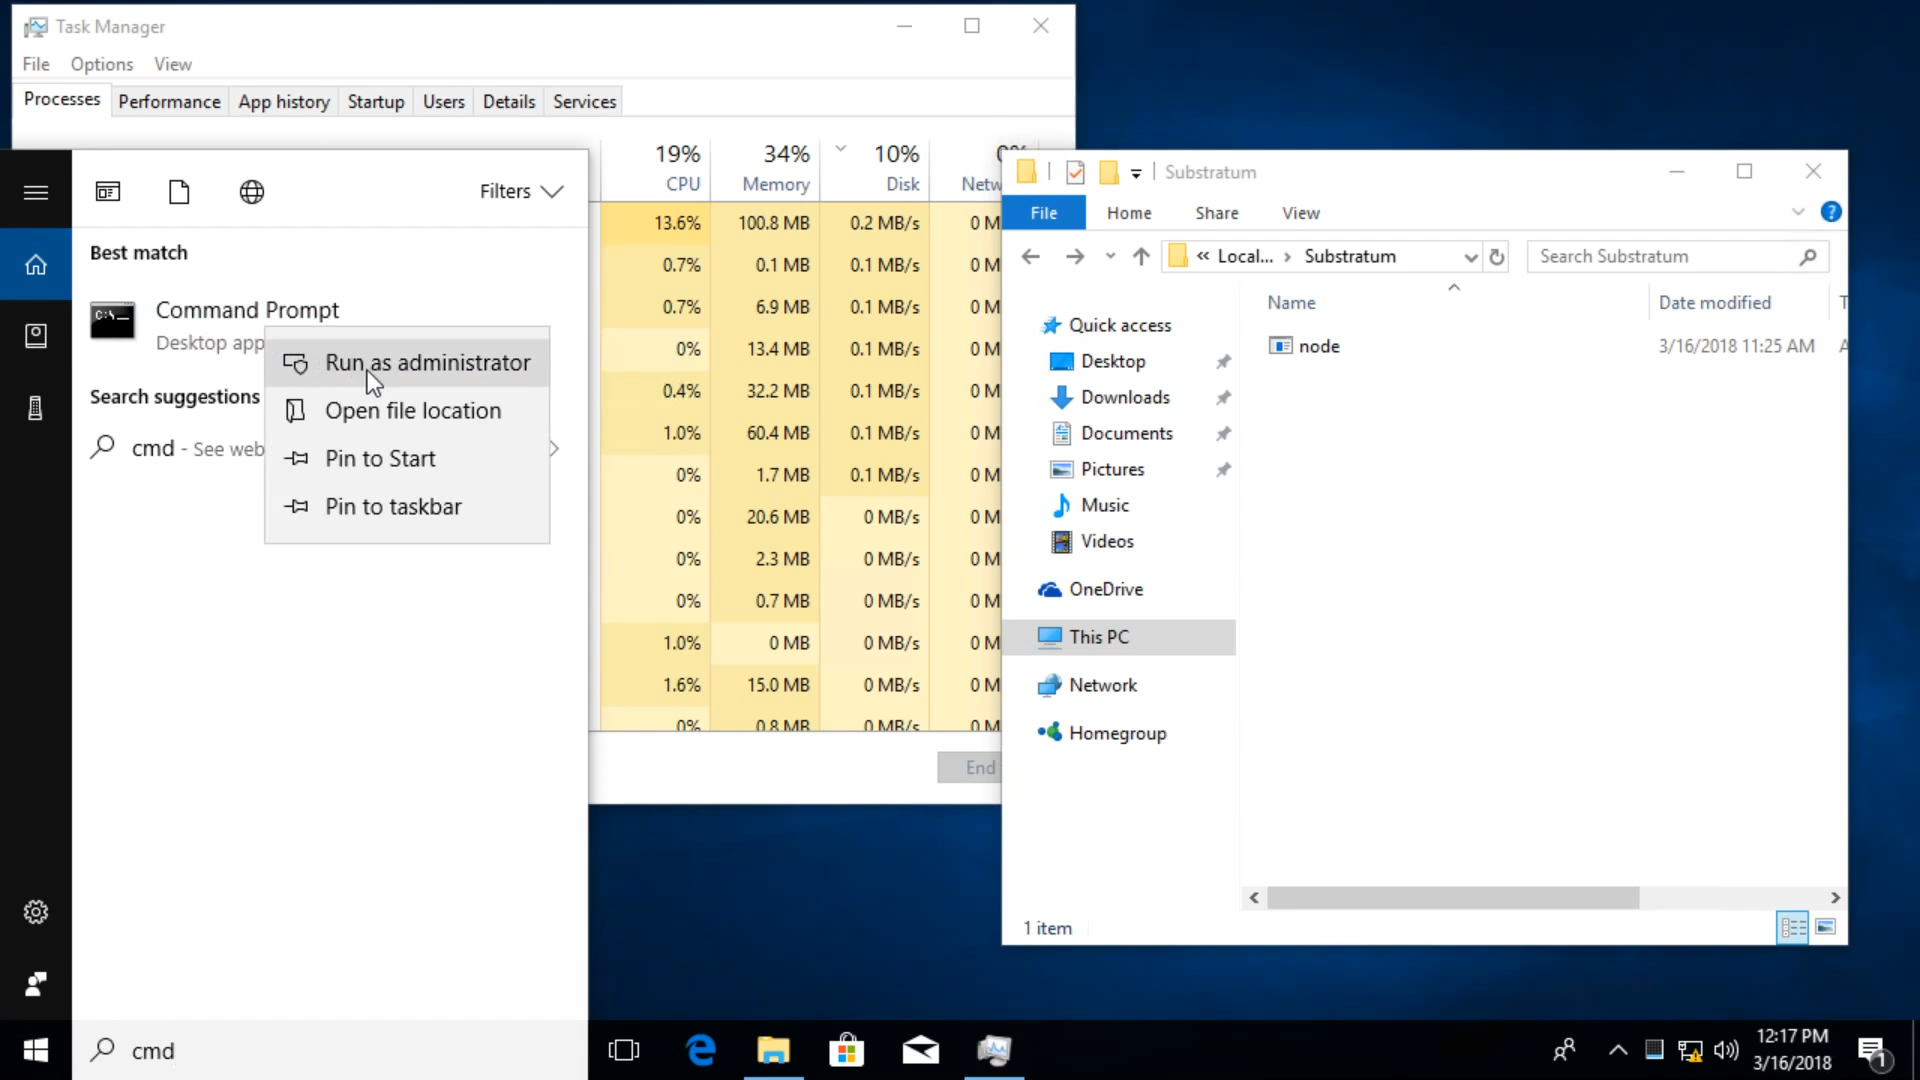 Task Manager
File Options View
Processes Performance App history Startup Users Details Services
19% 34% 10% 0%
CPU Memory Disk Netw
13.6% 100.8 MB 0.2 MB/s 0 M
0.7% 0.1 MB 0.1 MB/s 0 M
0.7% 6.9 MB 0.1 MB/s 0 M
0% 13.4 MB 0.1 MB/s 0 M
0.4% 32.2 MB 0.1 MB/s 0 M
1.0% 60.4 MB 0.1 MB/s 0 M
0% 1.7 MB 0.1 MB/s 0 M
0% 20.6 MB 0 MB/s 0 M
0% 2.3 MB 0 MB/s 0 M
0% 0.7 MB 0 MB/s 0 M
1.0% 0 MB 0 MB/s 0 M
1.6% 15.0 MB 0 MB/s 0 M
0% 0.8 MB 0 MB/s 0 M
End
Filters
Best match
Command Prompt
Desktop app
Run as administrator
Open file location
Pin to Start
Pin to taskbar
Search suggestions
cmd - See web
Substratum
File Home Share View
« Local... › Substratum
Search Substratum
Name Date modified T
node 3/16/2018 11:25 AM A
Quick access
Desktop
Downloads
Documents
Pictures
Music
Videos
OneDrive
This PC
Network
Homegroup
1 item
cmd
12:17 PM
3/16/2018
1